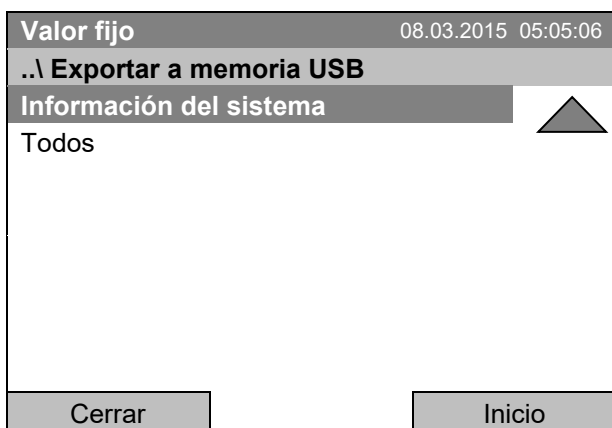 Valor fijo 08.03.2015 05:05:06
..\ Exportar a memoria USB
Información del sistema
Todos
Cerrar Inicio